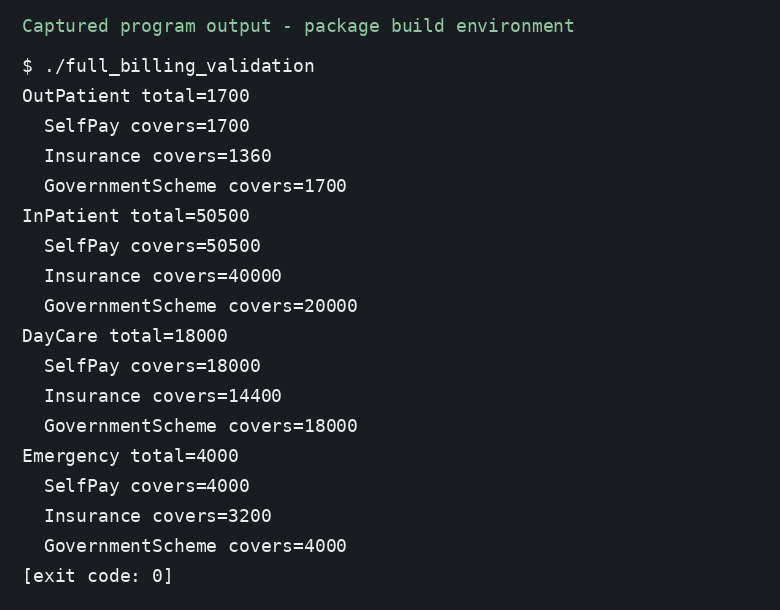 Captured program output - package build environment
$ ./full_billing_validation
OutPatient total=1700
  SelfPay covers=1700
  Insurance covers=1360
  GovernmentScheme covers=1700
InPatient total=50500
  SelfPay covers=50500
  Insurance covers=40000
  GovernmentScheme covers=20000
DayCare total=18000
  SelfPay covers=18000
  Insurance covers=14400
  GovernmentScheme covers=18000
Emergency total=4000
  SelfPay covers=4000
  Insurance covers=3200
  GovernmentScheme covers=4000
[exit code: 0]